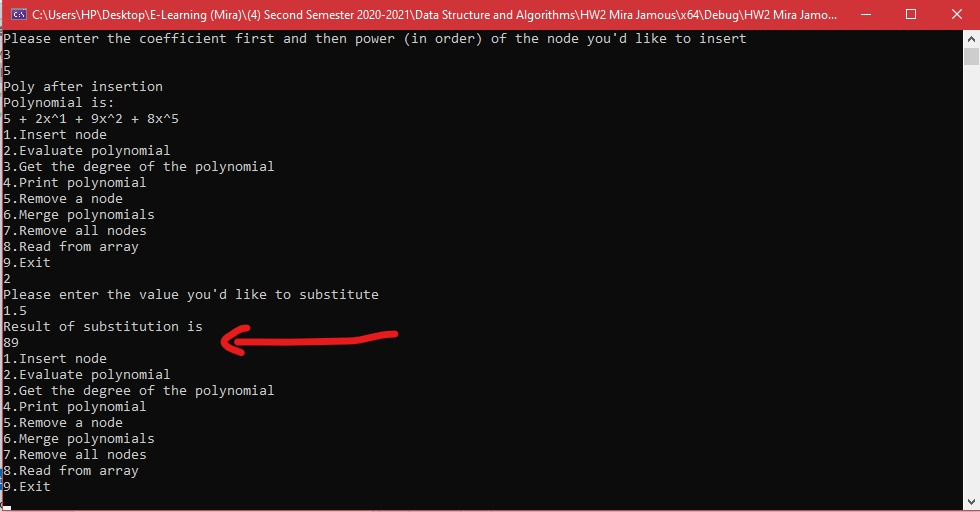 C:\Users\HP\Desktop\E-Learning (Mira)\(4) Second Semester 2020-2021\Data Structure and Algorithms\HW2 Mira Jamous\x64\Debug\HW2 Mira Jamo...
Please enter the coefficient first and then power (in order) of the node you'd like to insert
3
5
Poly after insertion
Polynomial is:
5 + 2x^1 + 9x^2 + 8x^5
1.Insert node
2.Evaluate polynomial
3.Get the degree of the polynomial
4.Print polynomial
5.Remove a node
6.Merge polynomials
7.Remove all nodes
8.Read from array
9.Exit
2
Please enter the value you'd like to substitute
1.5
Result of substitution is
89
1.Insert node
2.Evaluate polynomial
3.Get the degree of the polynomial
4.Print polynomial
5.Remove a node
6.Merge polynomials
7.Remove all nodes
8.Read from array
9.Exit